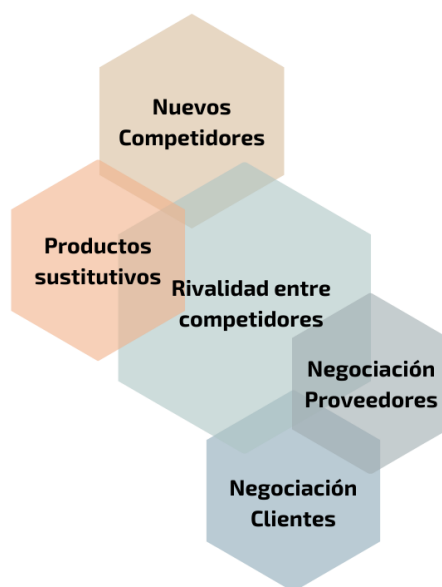 Nuevos
Competidores
Productos
sustitutivos
Rivalidad entre
competidores
Negociación
Proveedores
Negociación
Clientes